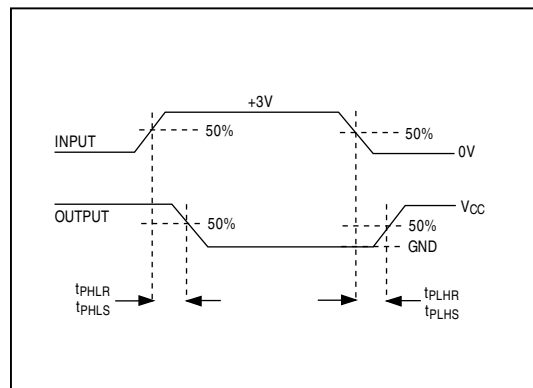 +3V
INPUT
50%
50%
0V
OUTPUT
50%
VCC
50%
GND
tPHLR
tPHLS
tPLHR
tPLHS